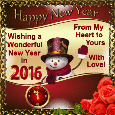 Happy New Year
Wishing a
Wonderful
New Year
in
2016
From My
Heart to
Yours
With
Love!